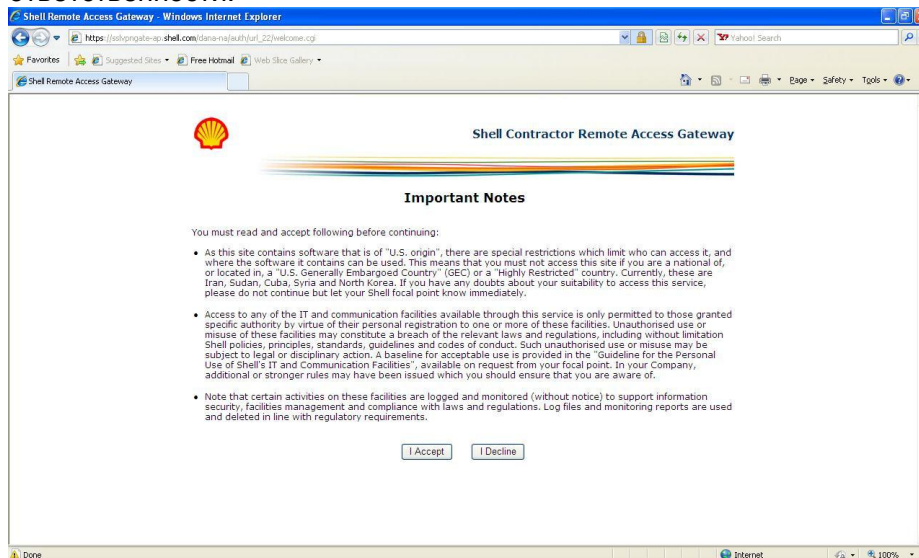 Shell Remote Access Gateway - Windows Internet Explorer
https://sslvpngate-ap.shell.com/dana-na/auth/url_22/welcome.cgi
Yahoo! Search
Favorites
Suggested Sites
Free Hotmail
Web Slice Gallery
Shell Remote Access Gateway
Page
Safety
Tools
Shell Contractor Remote Access Gateway
Important Notes
You must read and accept following before continuing:
• As this site contains software that is of "U.S. origin", there are special restrictions which limit who can access it, and
where the software it contains can be used. This means that you must not access this site if you are a national of,
or located in, a "U.S. Generally Embargoed Country" (GEC) or a "Highly Restricted" country. Currently, these are
Iran, Sudan, Cuba, Syria and North Korea. If you have any doubts about your suitability to access this service,
please do not continue but let your Shell focal point know immediately.
• Access to any of the IT and communication facilities available through this service is only permitted to those granted
specific authority by virtue of their personal registration to one or more of these facilities. Unauthorised use or
misuse of these facilities may constitute a breach of the relevant laws and regulations, including without limitation
Shell policies, principles, standards, guidelines and codes of conduct. Such unauthorised use or misuse may be
subject to legal or disciplinary action. A baseline for acceptable use is provided in the "Guideline for the Personal
Use of Shell's IT and Communication Facilities", available on request from your focal point. In your Company,
additional or stronger rules may have been issued which you should ensure that you are aware of.
• Note that certain activities on these facilities are logged and monitored (without notice) to support information
security, facilities management and compliance with laws and regulations. Log files and monitoring reports are used
and deleted in line with regulatory requirements.
I Accept
I Decline
Done
Internet
100%